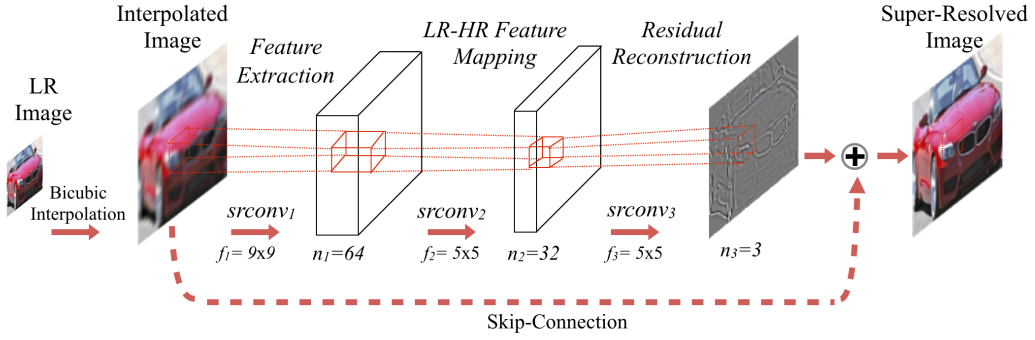 Interpolated
Image
Feature
Extraction
LR-HR Feature
Mapping
Residual
Reconstruction
Super-Resolved
Image
LR
Image
Bicubic
Interpolation
srconv₁
srconv₂
srconv₃
f₁= 9x9
n₁=64
f₂= 5x5
n₂=32
f₃= 5x5
n₃=3
Skip-Connection